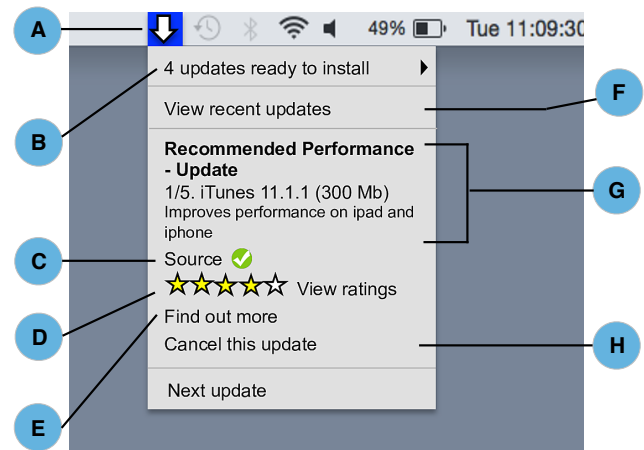 A
49%
Tue 11:09:30
4 updates ready to install
B
F
View recent updates
Recommended Performance
- Update
1/5. iTunes 11.1.1 (300 Mb)
Improves performance on ipad and
iphone
G
C
Source
View ratings
D
Find out more
Cancel this update
H
Next update
E